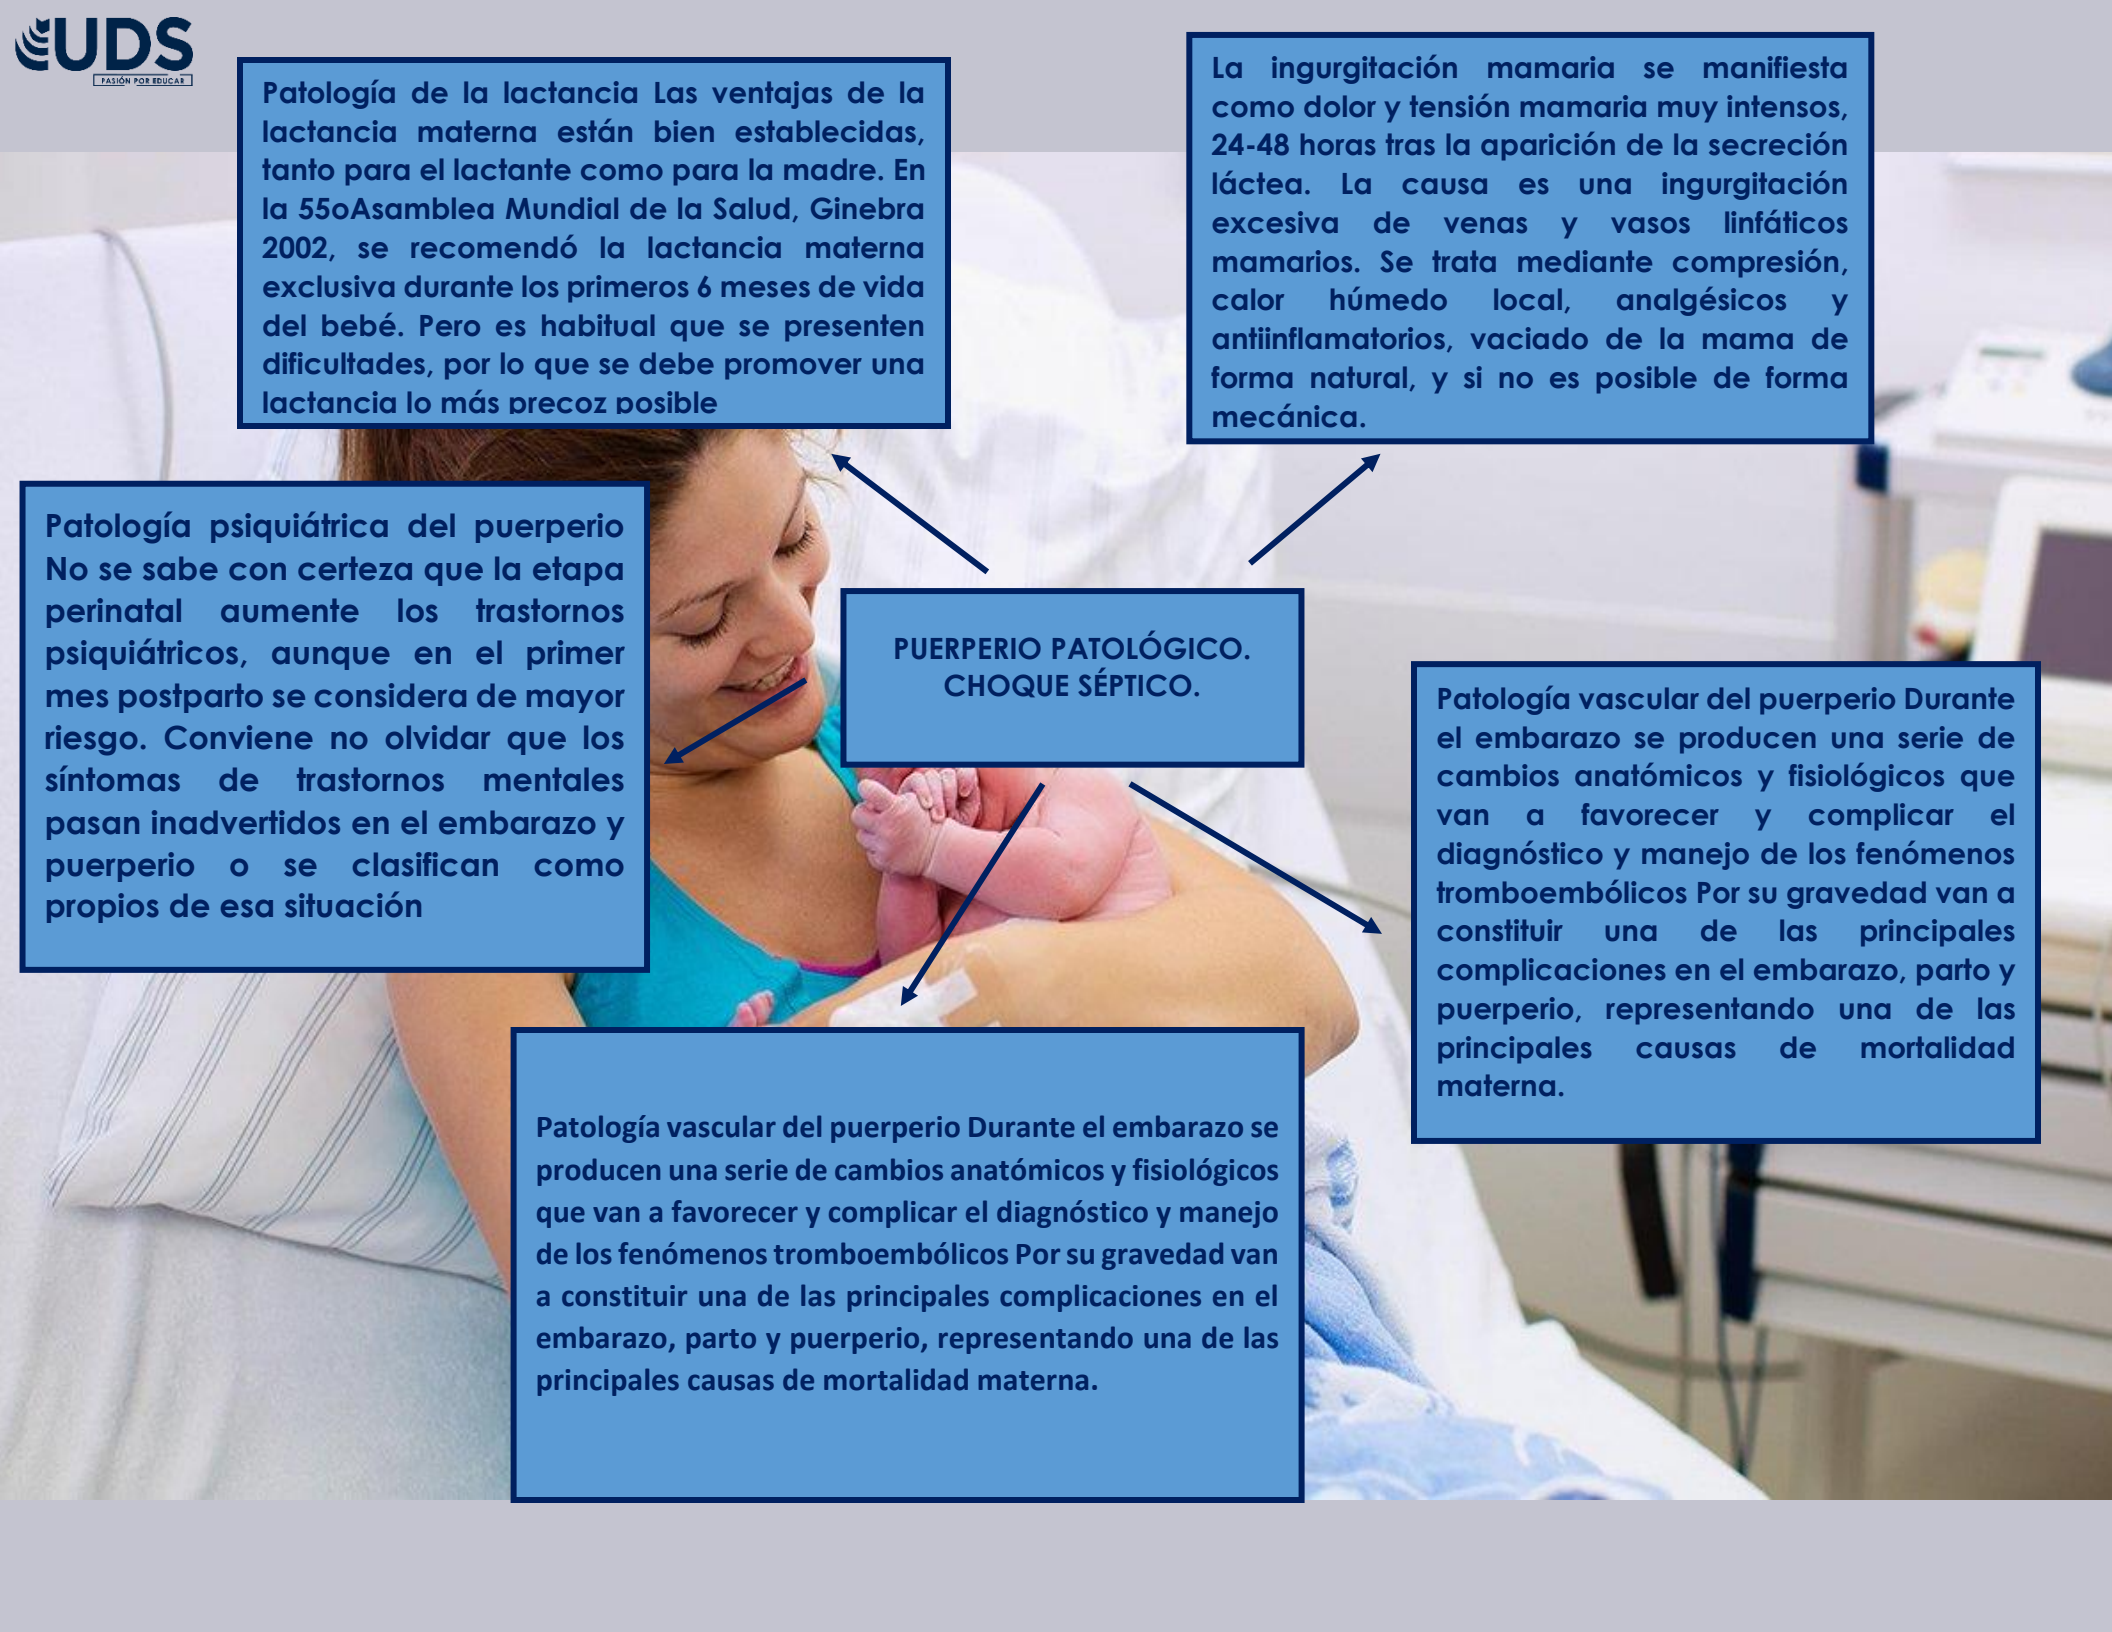 UDS
PASIÓN POR EDUCAR
Patología de la lactancia Las ventajas de la
lactancia materna están bien establecidas,
tanto para el lactante como para la madre. En
la 55oAsamblea Mundial de la Salud, Ginebra
2002, se recomendó la lactancia materna
exclusiva durante los primeros 6 meses de vida
del bebé. Pero es habitual que se presenten
dificultades, por lo que se debe promover una
lactancia lo más precoz posible
La ingurgitación mamaria se manifiesta
como dolor y tensión mamaria muy intensos,
24-48 horas tras la aparición de la secreción
láctea. La causa es una ingurgitación
excesiva de venas y vasos linfáticos
mamarios. Se trata mediante compresión,
calor húmedo local, analgésicos y
antiinflamatorios, vaciado de la mama de
forma natural, y si no es posible de forma
mecánica.
Patología psiquiátrica del puerperio
No se sabe con certeza que la etapa
perinatal aumente los trastornos
psiquiátricos, aunque en el primer
mes postparto se considera de mayor
riesgo. Conviene no olvidar que los
síntomas de trastornos mentales
pasan inadvertidos en el embarazo y
puerperio o se clasifican como
propios de esa situación
PUERPERIO PATOLÓGICO.
CHOQUE SÉPTICO.
Patología vascular del puerperio Durante
el embarazo se producen una serie de
cambios anatómicos y fisiológicos que
van a favorecer y complicar el
diagnóstico y manejo de los fenómenos
tromboembólicos Por su gravedad van a
constituir una de las principales
complicaciones en el embarazo, parto y
puerperio, representando una de las
principales causas de mortalidad
materna.
Patología vascular del puerperio Durante el embarazo se
producen una serie de cambios anatómicos y fisiológicos
que van a favorecer y complicar el diagnóstico y manejo
de los fenómenos tromboembólicos Por su gravedad van
a constituir una de las principales complicaciones en el
embarazo, parto y puerperio, representando una de las
principales causas de mortalidad materna.